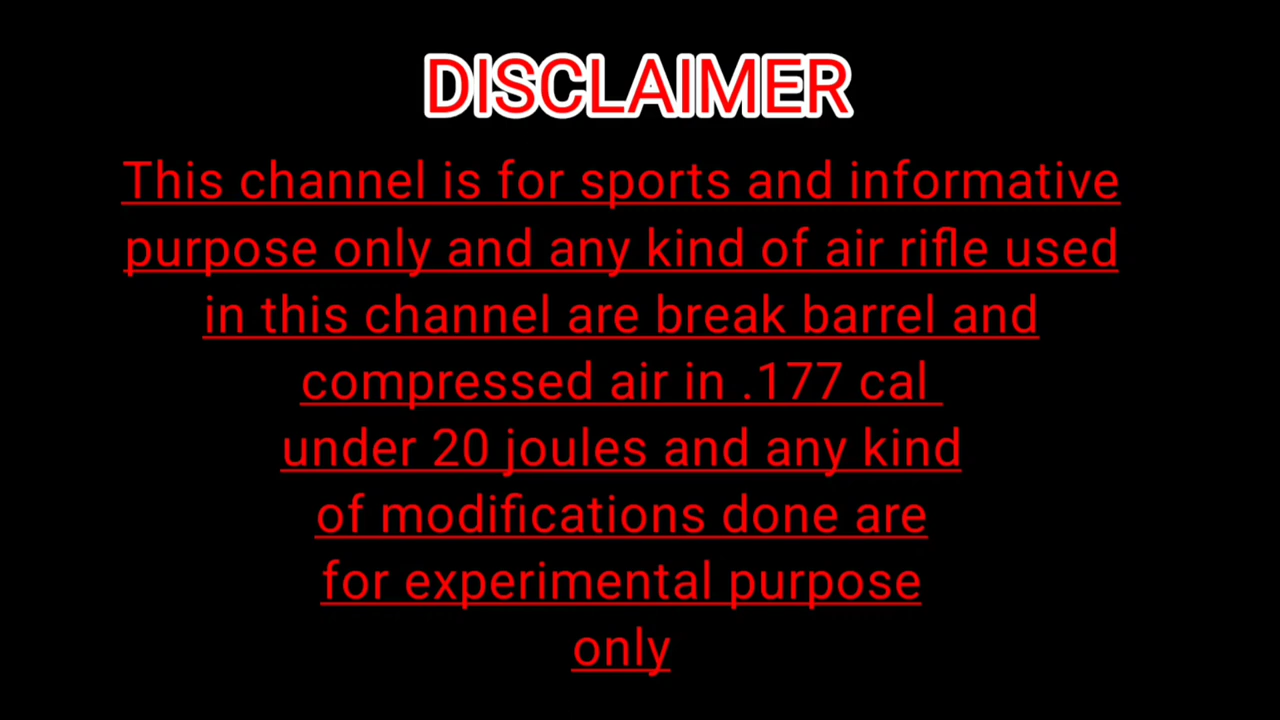 DISCLAIMER
This channel is for sports and informative
purpose only and any kind of air rifle used
in this channel are break barrel and
compressed air in .177 cal
under 20 joules and any kind
of modifications done are
for experimental purpose
only